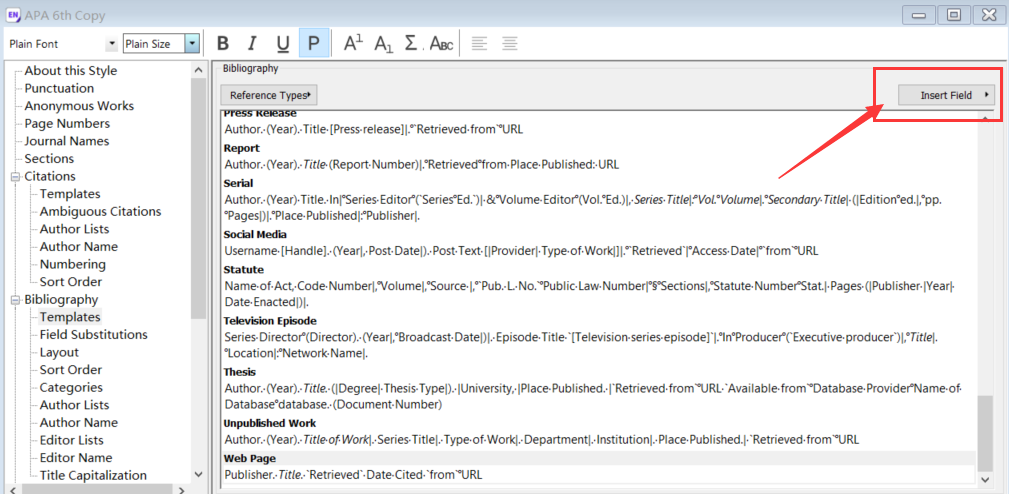 EN APA 6th Copy
Plain Font Plain Size B I U P A1 A1 Σ ABC
About this Style
Punctuation
Anonymous Works
Page Numbers
Journal Names
Sections
Citations
Templates
Ambiguous Citations
Author Lists
Author Name
Numbering
Sort Order
Bibliography
Templates
Field Substitutions
Layout
Sort Order
Categories
Author Lists
Author Name
Editor Lists
Editor Name
Title Capitalization
Bibliography
Reference Types
Insert Field
Press Release
Author.·(Year).·Title·[Press·release]|.°`Retrieved·from`°URL
Report
Author.·(Year).·Title·(Report·Number)|.°Retrieved°from·Place·Published:·URL
Serial
Author.·(Year)·Title.·In|°Series·Editor°(`Series°Ed.`)|·&°Volume·Editor°(Vol.°Ed.)|,·Series·Title|:°Vol.°Volume|.°Secondary·Title·(|Edition°ed.|,°pp.
°Pages|)|.°Place·Published|:°Publisher|.
Social Media
Username·[Handle].·(Year|,·Post·Date|).·Post·Text·[|Provider|·Type·of·Work|]|.°`Retrieved`|°Access·Date|°`from`°URL
Statute
Name·of·Act,·Code·Number|,°Volume|,°Source·|,°`Pub.·L.·No.`°Public·Law·Number|°§°Sections|,°Statute·Number°Stat.|·Pages·(|Publisher·|Year|·
Date·Enacted|)|.
Television Episode
Series·Director°(Director).·(Year|,°Broadcast·Date|)|.·Episode·Title·`[Television·series·episode]`|.°In°Producer°(`Executive·producer`)|,°Title|.
°Location|:°Network·Name|.
Thesis
Author.·(Year).·Title.·(|Degree|·Thesis·Type|).·|University,·|Place·Published.·|`Retrieved·from`°URL·`Available·from`°Database·Provider°Name·of·
Database°database.·(Document·Number)
Unpublished Work
Author.·(Year).·Title·of·Work|.·Series·Title|.·Type·of·Work|.·Department|.·Institution|.·Place·Published.|·`Retrieved·from`°URL
Web Page
Publisher.·Title.·`Retrieved`·Date·Cited·`from`°URL